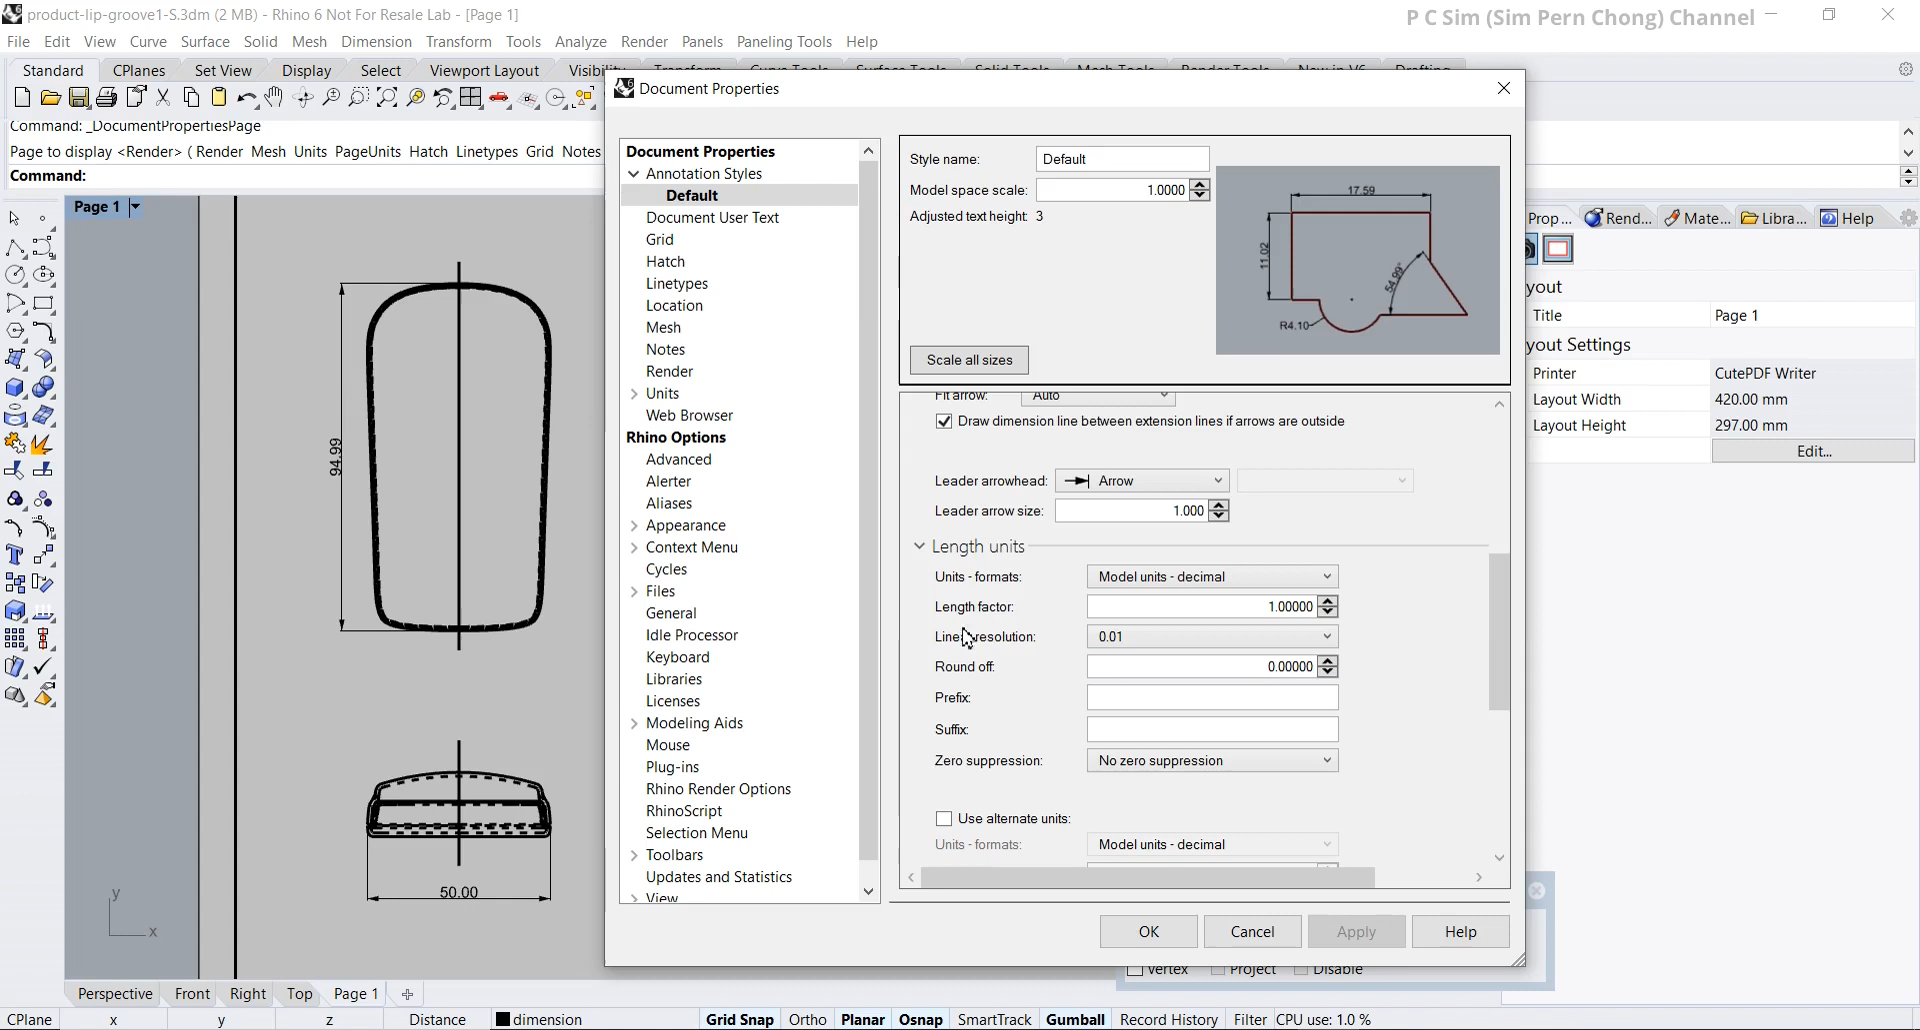 product-lip-groove1-S.3dm (2 MB) - Rhino 6 Not For Resale Lab - [Page 1]
P C Sim (Sim Pern Chong) Channel
File Edit View Curve Surface Solid Mesh Dimension Transform Tools Analyze Render Panels Paneling Tools Help
Standard CPlanes Set View Display Select Viewport Layout
Command: _DocumentPropertiesPage
Page to display <Render> ( Render Mesh Units PageUnits Hatch Linetypes Grid Notes
Command:
Page 1
94.99
50.00
y
x
Document Properties
Document Properties
Annotation Styles
Default
Document User Text
Grid
Hatch
Linetypes
Location
Mesh
Notes
Render
Units
Web Browser
Rhino Options
Advanced
Alerter
Aliases
Appearance
Context Menu
Cycles
Files
General
Idle Processor
Keyboard
Libraries
Licenses
Modeling Aids
Mouse
Plug-ins
Rhino Render Options
RhinoScript
Selection Menu
Toolbars
Updates and Statistics
View
Style name: Default
Model space scale: 1.0000
Adjusted text height: 3
Scale all sizes
17.59
11.02
54.99°
R4.10
Fit arrow: Auto
Draw dimension line between extension lines if arrows are outside
Leader arrowhead: Arrow
Leader arrow size: 1.000
Length units
Units - formats: Model units - decimal
Length factor: 1.00000
resolution: 0.01
Round off: 0.00000
Prefix:
Suffix:
Zero suppression: No zero suppression
Use alternate units:
Units - formats: Model units - decimal
OK Cancel Apply Help
Vertex Project Disable
Prop ... Rend... Mate... Libra... Help
yout
Title Page 1
yout Settings
Printer CutePDF Writer
Layout Width 420.00 mm
Layout Height 297.00 mm
Edit...
Perspective Front Right Top Page 1
CPlane x y z Distance dimension Grid Snap Ortho Planar Osnap SmartTrack Gumball Record History Filter CPU use: 1.0 %